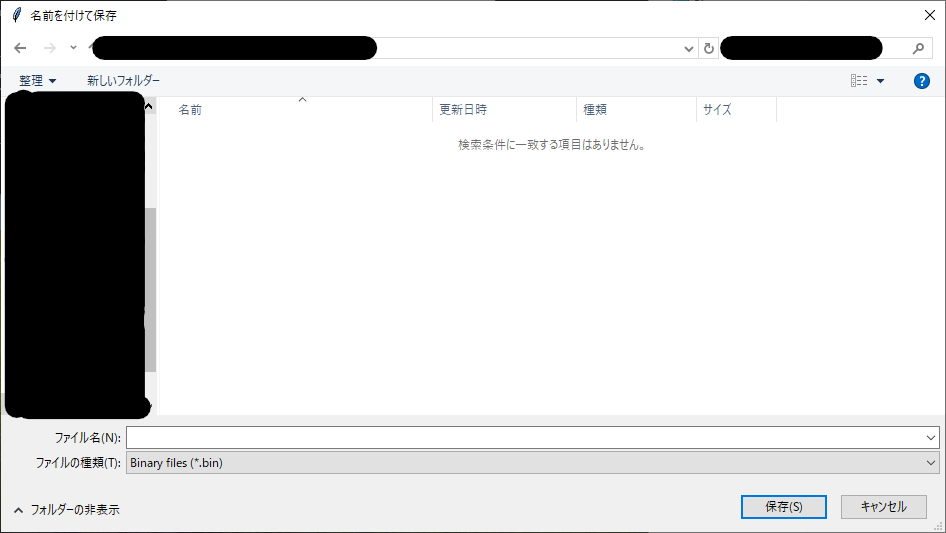 名前を付けて保存
整理 新しいフォルダー
名前 更新日時 種類 サイズ
検索条件に一致する項目はありません。
ファイル名(N):
ファイルの種類(T): Binary files (*.bin)
フォルダーの非表示 保存(S) キャンセル